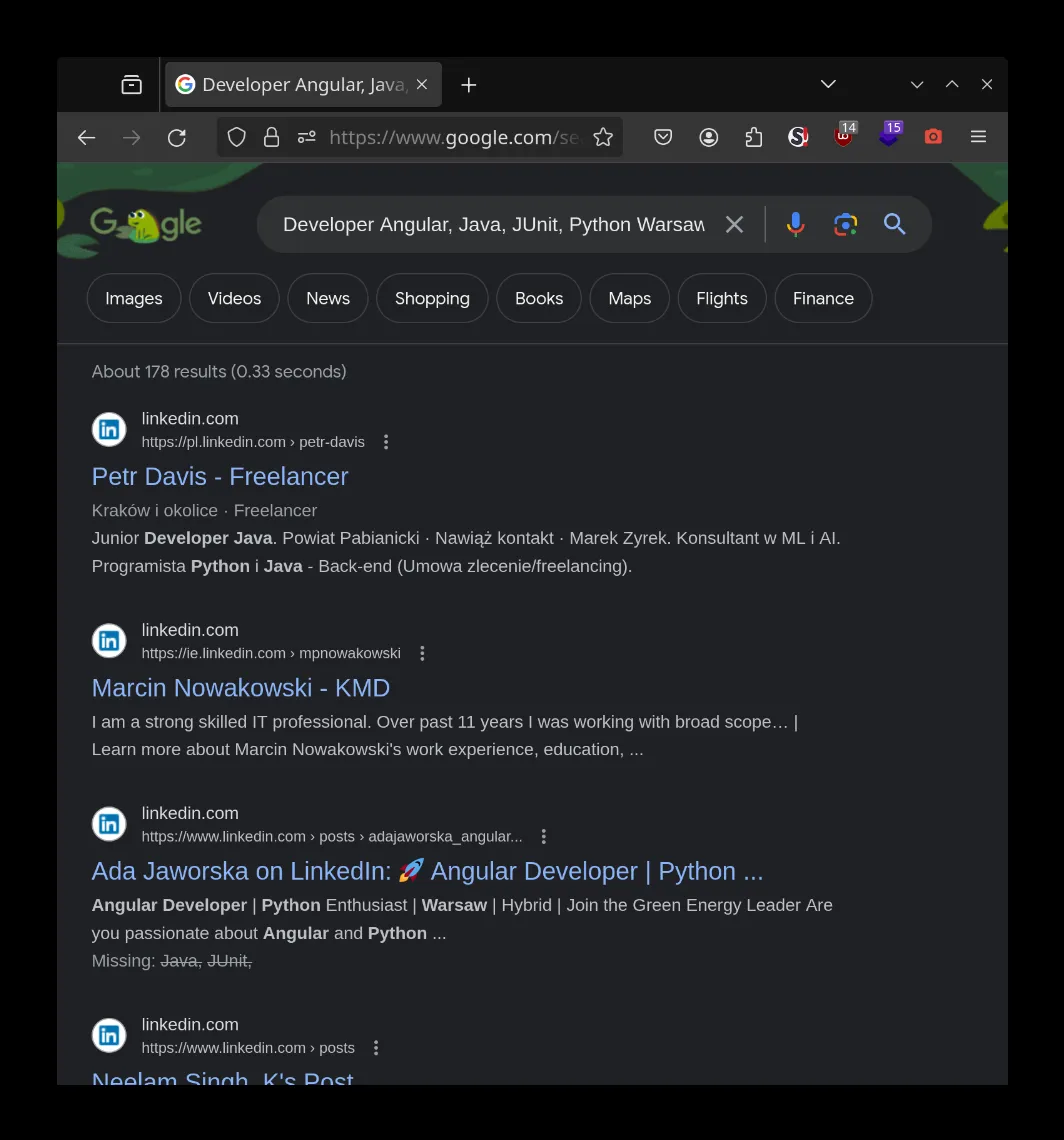 Developer Angular, Java,
https://www.google.com/se
14
15
Google
Developer Angular, Java, JUnit, Python Warsaw
Images
Videos
News
Shopping
Books
Maps
Flights
Finance
About 178 results (0.33 seconds)
linkedin.com
https://pl.linkedin.com › petr-davis
Petr Davis - Freelancer
Kraków i okolice · Freelancer
Junior Developer Java. Powiat Pabianicki · Nawiąż kontakt · Marek Zyrek. Konsultant w ML i AI.
Programista Python i Java - Back-end (Umowa zlecenie/freelancing).
linkedin.com
https://ie.linkedin.com › mpnowakowski
Marcin Nowakowski - KMD
I am a strong skilled IT professional. Over past 11 years I was working with broad scope… |
Learn more about Marcin Nowakowski's work experience, education, ...
linkedin.com
https://www.linkedin.com › posts › adajaworska_angular...
Ada Jaworska on LinkedIn: 🚀 Angular Developer | Python ...
Angular Developer | Python Enthusiast | Warsaw | Hybrid | Join the Green Energy Leader Are
you passionate about Angular and Python ...
Missing: Java, JUnit,
linkedin.com
https://www.linkedin.com › posts
Neelam Singh. K's Post